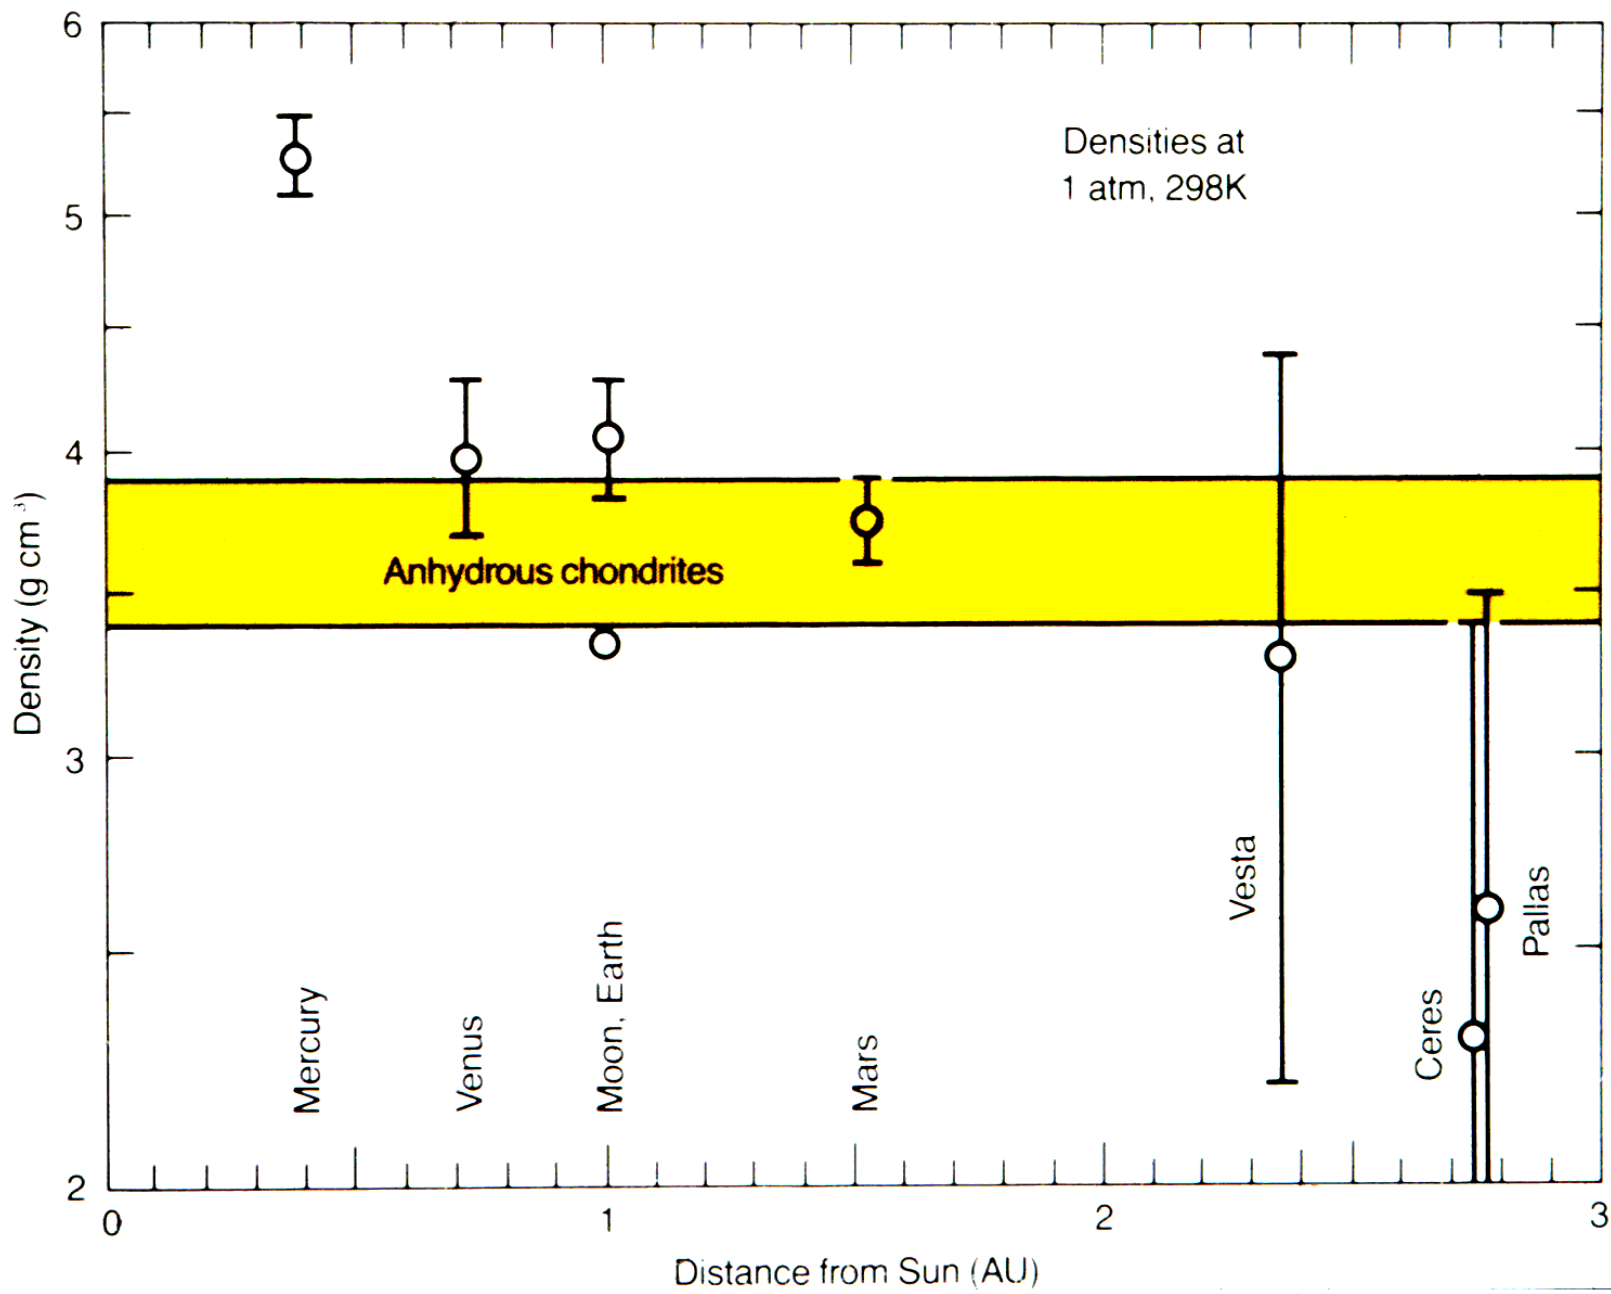 6
5
4
3
2
Density (g cm⁻³)
Densities at
1 atm, 298K
Anhydrous chondrites
Mercury
Venus
Moon, Earth
Mars
Vesta
Ceres
Pallas
0
1
2
3
Distance from Sun (AU)